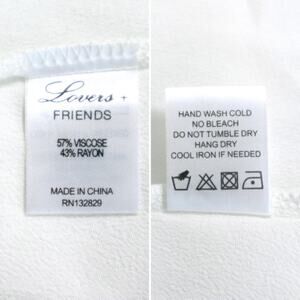 Lovers +
FRIENDS
57% VISCOSE
43% RAYON
MADE IN CHINA
RN132829
HAND WASH COLD
NO BLEACH
DO NOT TUMBLE DRY
HANG DRY
COOL IRON IF NEEDED